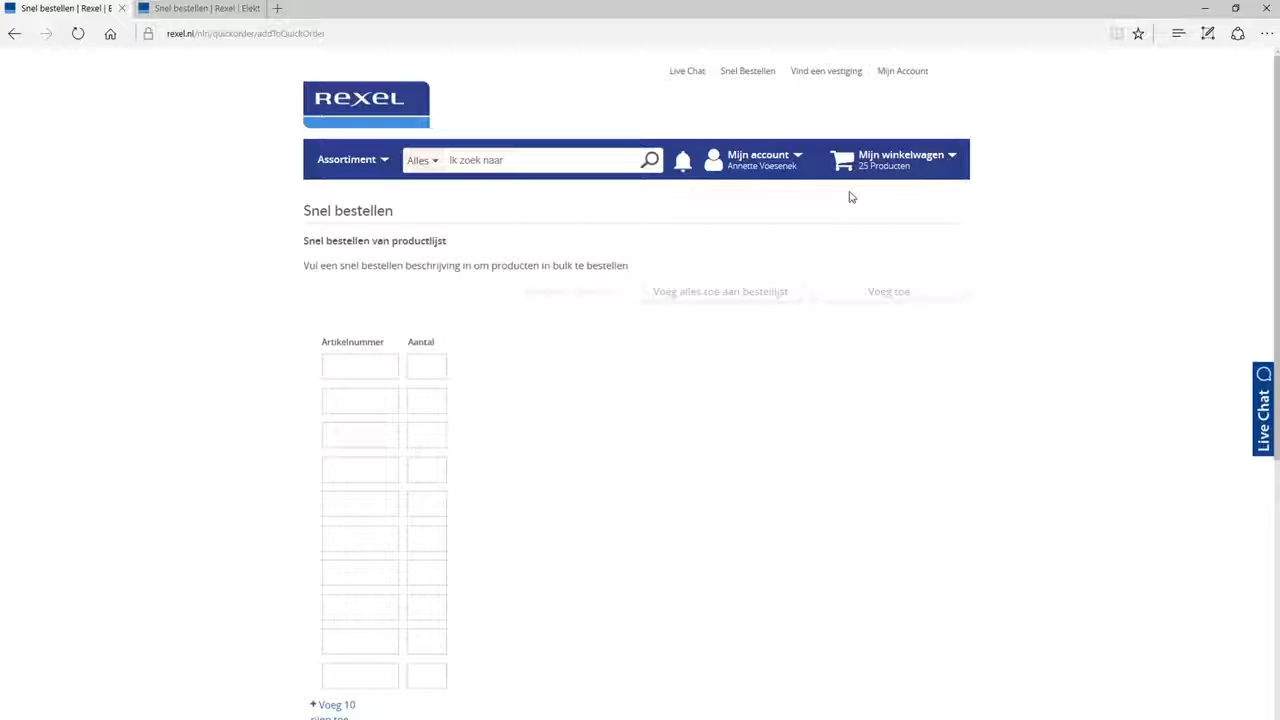 Snel bestellen | Rexel | E
Snel bestellen | Rexel | Elekt
rexel.nl/nln/quickorder/addToQuickOrder
Live Chat
Snel Bestellen
Vind een vestiging
Mijn Account
REXEL
Assortiment
Alles
Ik zoek naar
Mijn account
Annette Voesenek
Mijn winkelwagen
25 Producten
Snel bestellen
Snel bestellen van productlijst
Vul een snel bestellen beschrijving in om producten in bulk te bestellen
Voeg alles toe aan bestellijst
Voeg toe
Artikelnummer
Aantal
Voeg 10
Live Chat